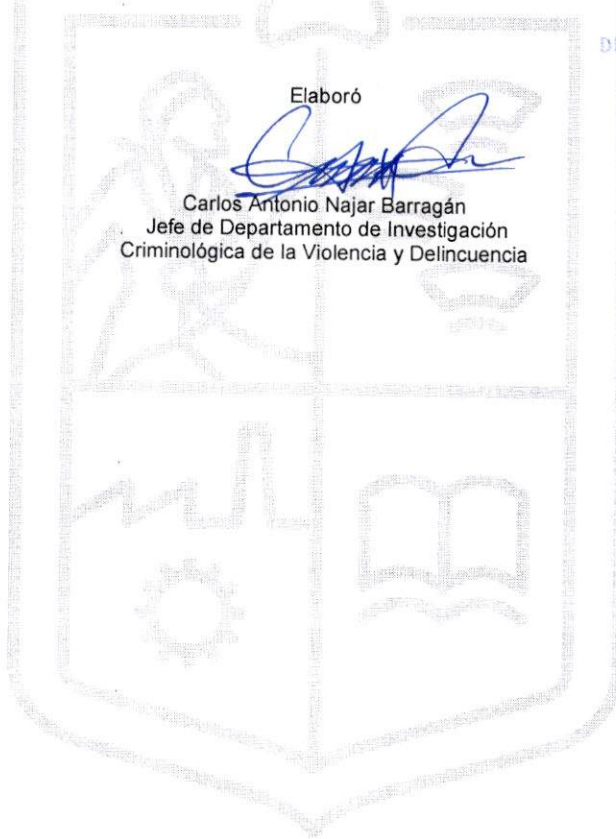 Elaboró
Carlos Antonio Najar Barragán
Jefe de Departamento de Investigación
Criminológica de la Violencia y Delincuencia